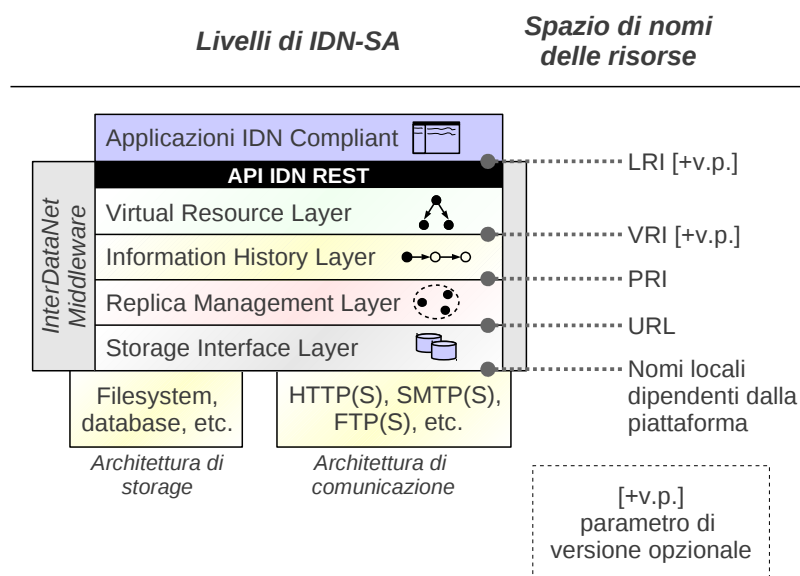 Livelli di IDN-SA
Spazio di nomi
delle risorse
Applicazioni IDN Compliant
LRI [+v.p.]
API IDN REST
InterDataNet
Middleware
Virtual Resource Layer
VRI [+v.p.]
Information History Layer
PRI
Replica Management Layer
URL
Storage Interface Layer
Nomi locali
dipendenti dalla
piattaforma
Filesystem,
database, etc.
HTTP(S), SMTP(S),
FTP(S), etc.
Architettura di
storage
Architettura di
comunicazione
[+v.p.]
parametro di
versione opzionale